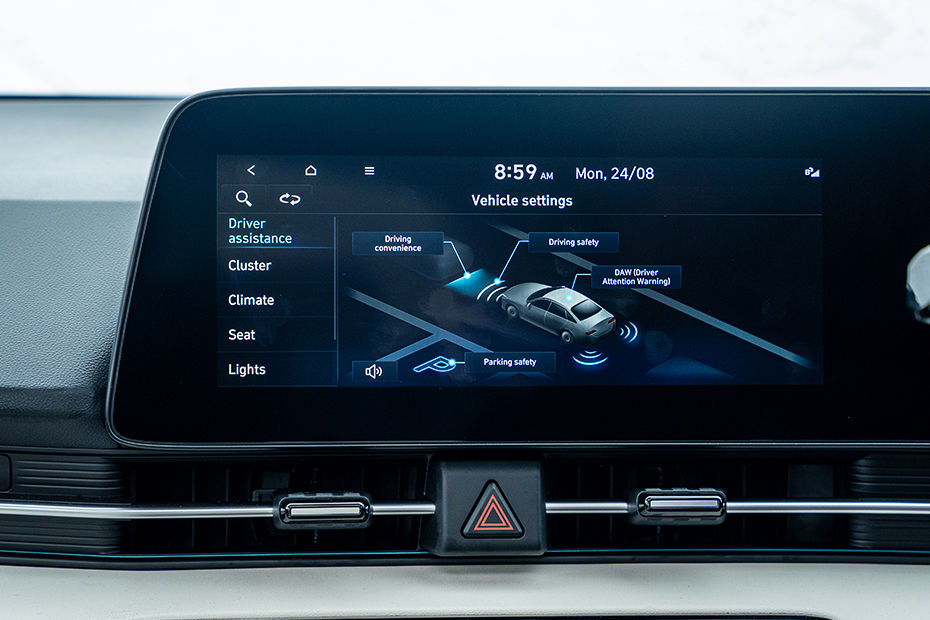 8:59 AM Mon, 24/08
Vehicle settings
Driver
assistance
Cluster
Climate
Seat
Lights
Driving
convenience
Driving safety
DAW (Driver
Attention Warning)
Parking safety